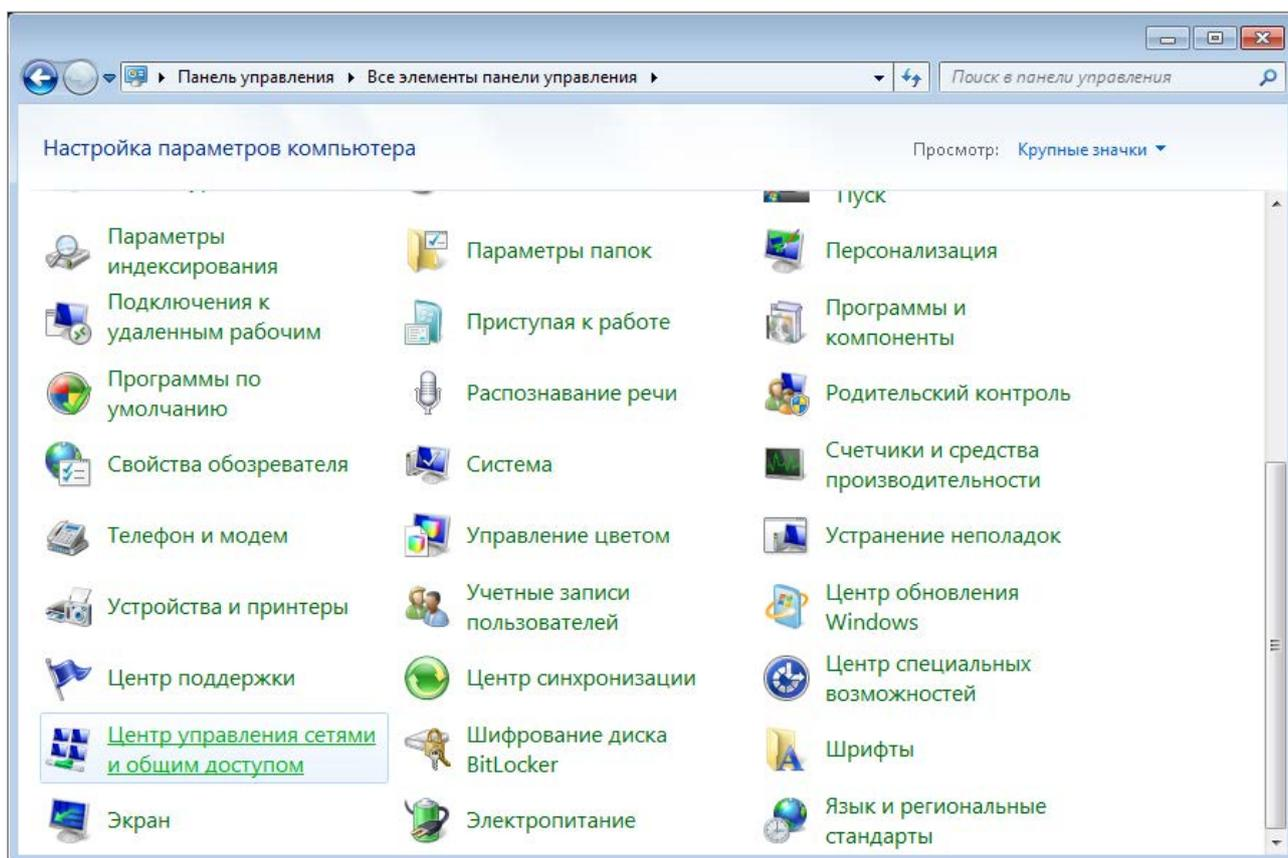 Панель управления
Все элементы панели управления
Поиск в панели управления
Настройка параметров компьютера
Просмотр: Крупные значки
Пуск
Параметры
индексирования
Параметры папок
Персонализация
Подключения к
удаленным рабочим
Приступая к работе
Программы и
компоненты
Программы по
умолчанию
Распознавание речи
Родительский контроль
Свойства обозревателя
Система
Счетчики и средства
производительности
Телефон и модем
Управление цветом
Устранение неполадок
Устройства и принтеры
Учетные записи
пользователей
Центр обновления
Windows
Центр поддержки
Центр синхронизации
Центр специальных
возможностей
Центр управления сетями
и общим доступом
Шифрование диска
BitLocker
Шрифты
Экран
Электропитание
Язык и региональные
стандарты